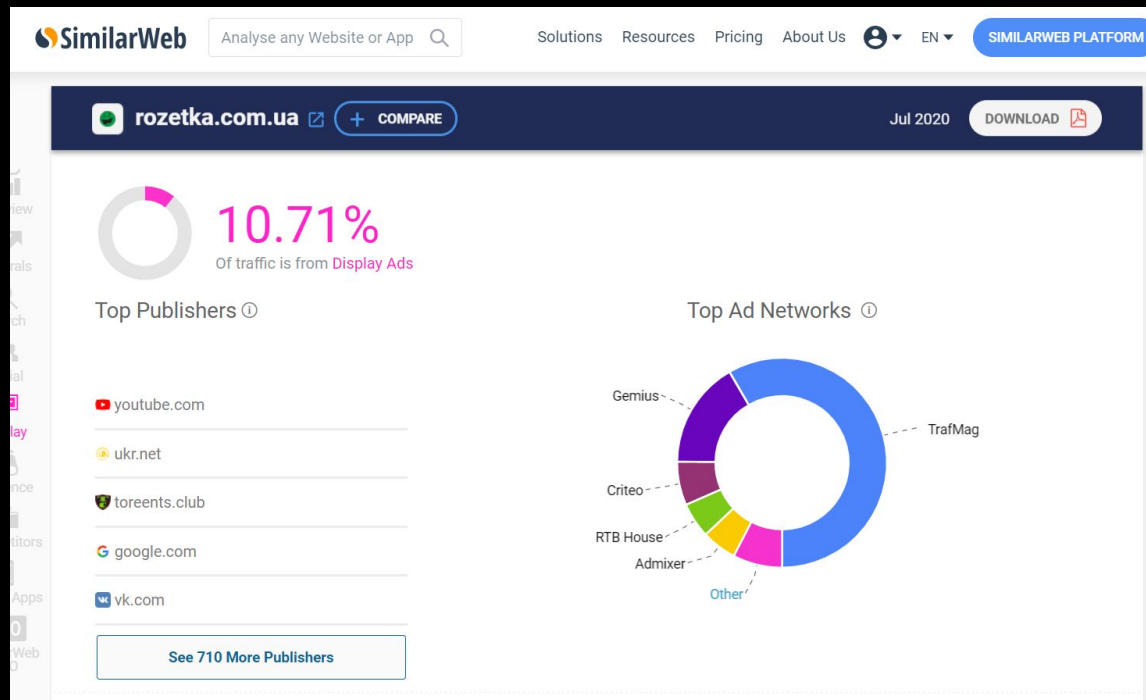 SimilarWeb
Analyse any Website or App
Solutions Resources Pricing About Us EN SIMILARWEB PLATFORM
rozetka.com.ua + COMPARE Jul 2020 DOWNLOAD
10.71%
Of traffic is from Display Ads
Top Publishers
youtube.com
ukr.net
toreents.club
google.com
vk.com
See 710 More Publishers
Top Ad Networks
Gemius
TrafMag
Criteo
RTB House
Admixer
Other
Apps